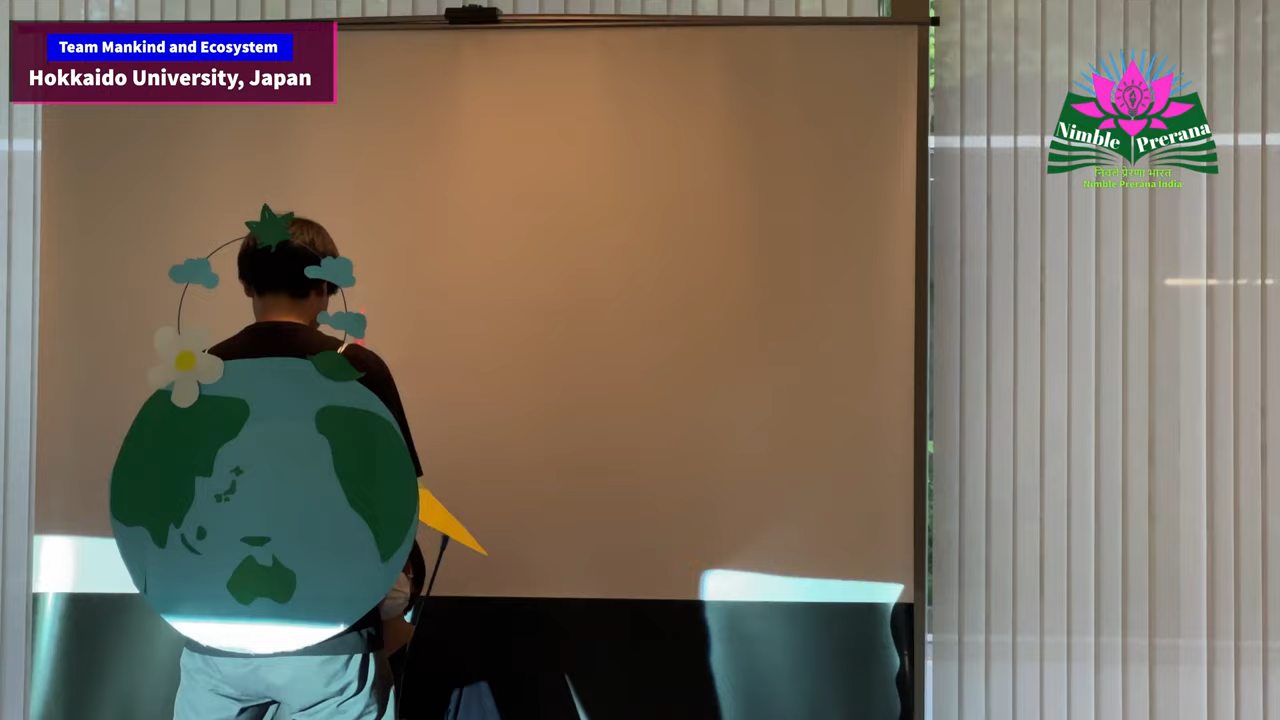 Team Mankind and Ecosystem
Hokkaido University, Japan
Nimble Prerana
निंबल प्रेरणा भारत
Nimble Prerana India